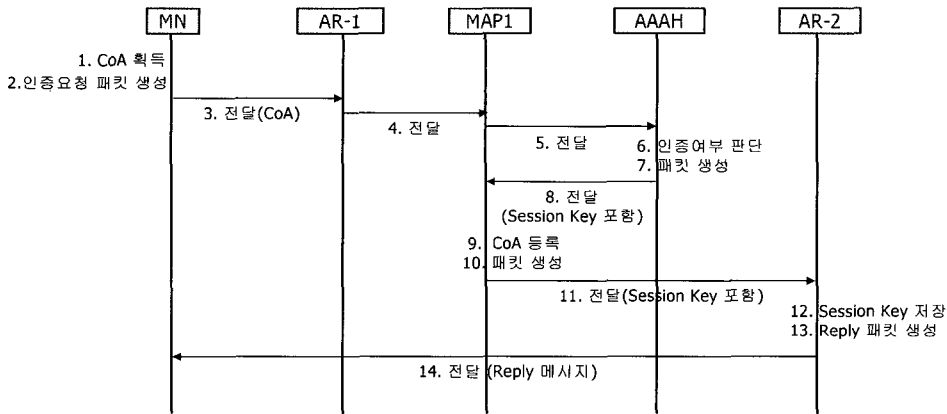 MN AR-1 MAP1 AAAH AR-2
1. CoA 획득
2.인증요청 패킷 생성
3. 전달(CoA)
4. 전달
5. 전달
6. 인증여부 판단
7. 패킷 생성
8. 전달
(Session Key 포함)
9. CoA 등록
10. 패킷 생성
11. 전달(Session Key 포함)
12. Session Key 저장
13. Reply 패킷 생성
14. 전달 (Reply 메시지)